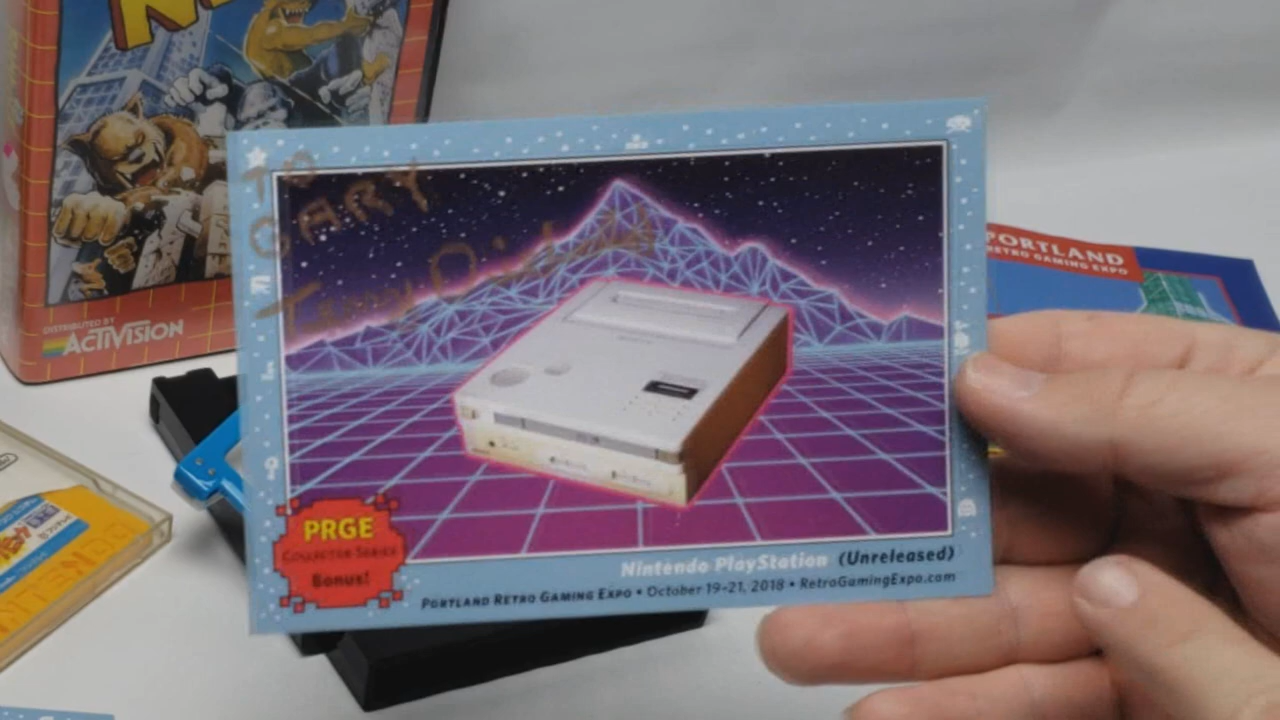 DISTRIBUTED BY
ACTIVISION
TO
GARY
Terry
PORTLAND
RETRO GAMING EXPO
PRGE
COLLECTOR SERIES
Bonus!
Nintendo PlayStation (Unreleased)
PORTLAND RETRO GAMING EXPO • October 19-21, 2018 • RetroGamingExpo.com